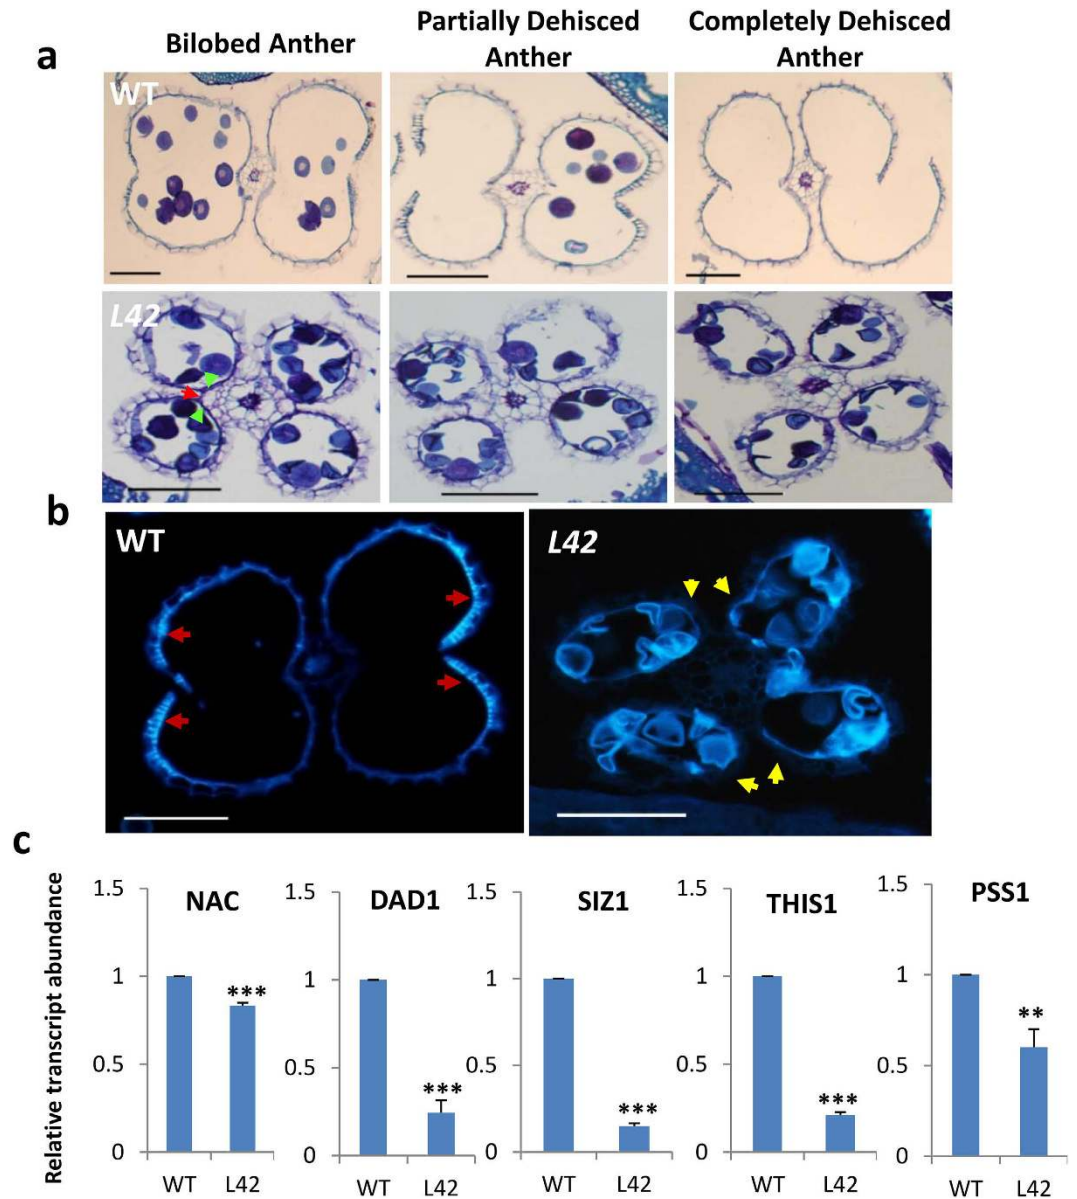 a
Bilobed Anther
Partially Dehisced
Anther
Completely Dehisced
Anther
WT
L42
b
WT
L42
c
Relative transcript abundance
1.5
1
0.5
0
NAC
***
WT L42
1.5
1
0.5
0
DAD1
***
WT L42
1.5
1
0.5
0
SIZ1
***
WT L42
1.5
1
0.5
0
THIS1
***
WT L42
1.5
1
0.5
0
PSS1
**
WT L42